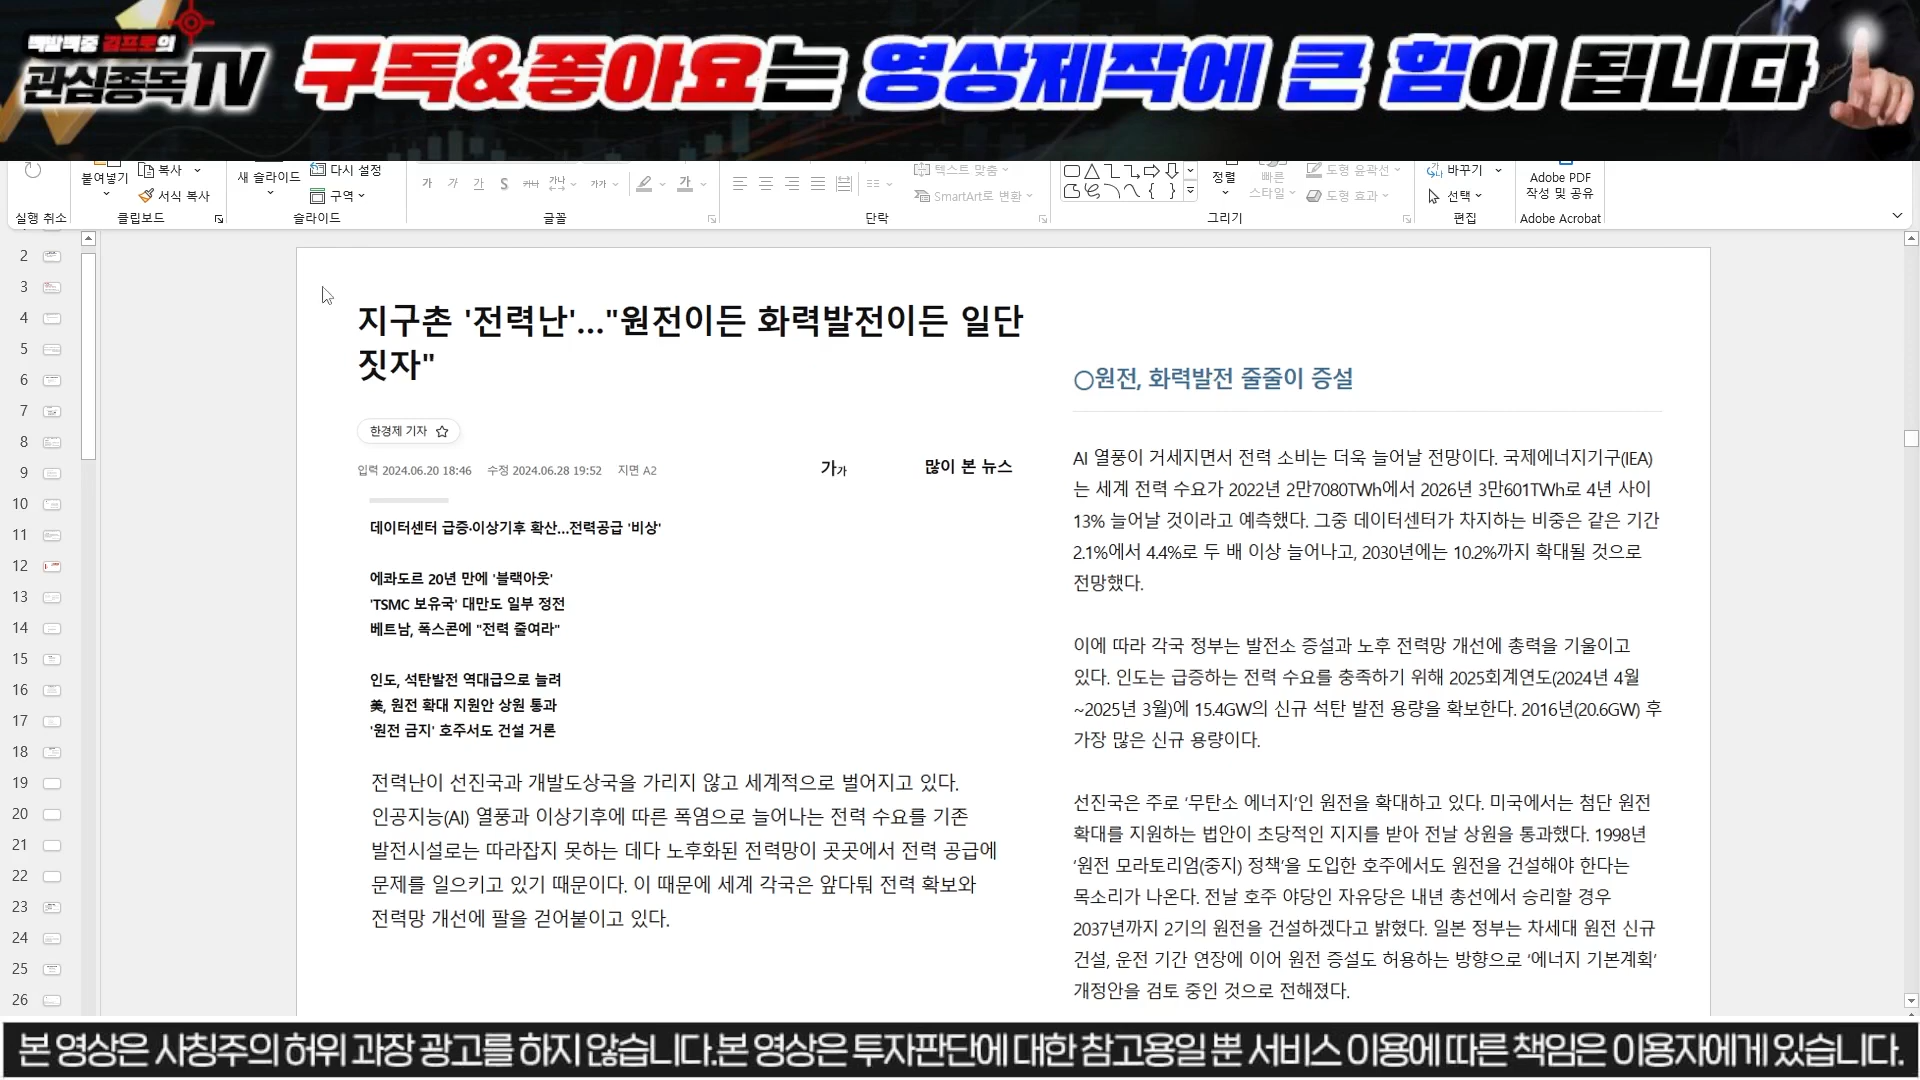 백발백중 김프로의
관심종목TV
구독&좋아요는 영상제작에 큰 힘이 됩니다
붙여넣기
복사
서식 복사
새 슬라이드
다시 설정
구역
가 가 가 S 가나 가가 가
텍스트 맞춤
SmartArt로 변환
정렬
빠른
스타일
도형 윤곽선
도형 효과
바꾸기
선택
Adobe PDF
작성 및 공유
실행 취소
클립보드
슬라이드
글꼴
단락
그리기
편집
Adobe Acrobat
2
3
4
5
6
7
8
9
10
11
12
13
14
15
16
17
18
19
20
21
22
23
24
25
26
지구촌 '전력난'..."원전이든 화력발전이든 일단
짓자"
한경제 기자
입력 2024.06.20 18:46 수정 2024.06.28 19:52 지면 A2
가가
많이 본 뉴스
데이터센터 급증·이상기후 확산...전력공급 '비상'
에콰도르 20년 만에 '블랙아웃'
'TSMC 보유국' 대만도 일부 정전
베트남, 폭스콘에 "전력 줄여라"
인도, 석탄발전 역대급으로 늘려
美, 원전 확대 지원안 상원 통과
'원전 금지' 호주서도 건설 거론
전력난이 선진국과 개발도상국을 가리지 않고 세계적으로 벌어지고 있다.
인공지능(AI) 열풍과 이상기후에 따른 폭염으로 늘어나는 전력 수요를 기존
발전시설로는 따라잡지 못하는 데다 노후화된 전력망이 곳곳에서 전력 공급에
문제를 일으키고 있기 때문이다. 이 때문에 세계 각국은 앞다퉈 전력 확보와
전력망 개선에 팔을 걷어붙이고 있다.
○원전, 화력발전 줄줄이 증설
AI 열풍이 거세지면서 전력 소비는 더욱 늘어날 전망이다. 국제에너지기구(IEA)
는 세계 전력 수요가 2022년 2만7080TWh에서 2026년 3만601TWh로 4년 사이
13% 늘어날 것이라고 예측했다. 그중 데이터센터가 차지하는 비중은 같은 기간
2.1%에서 4.4%로 두 배 이상 늘어나고, 2030년에는 10.2%까지 확대될 것으로
전망했다.
이에 따라 각국 정부는 발전소 증설과 노후 전력망 개선에 총력을 기울이고
있다. 인도는 급증하는 전력 수요를 충족하기 위해 2025회계연도(2024년 4월
~2025년 3월)에 15.4GW의 신규 석탄 발전 용량을 확보한다. 2016년(20.6GW) 후
가장 많은 신규 용량이다.
선진국은 주로 '무탄소 에너지'인 원전을 확대하고 있다. 미국에서는 첨단 원전
확대를 지원하는 법안이 초당적인 지지를 받아 전날 상원을 통과했다. 1998년
'원전 모라토리엄(중지) 정책'을 도입한 호주에서도 원전을 건설해야 한다는
목소리가 나온다. 전날 호주 야당인 자유당은 내년 총선에서 승리할 경우
2037년까지 2기의 원전을 건설하겠다고 밝혔다. 일본 정부는 차세대 원전 신규
건설, 운전 기간 연장에 이어 원전 증설도 허용하는 방향으로 '에너지 기본계획'
개정안을 검토 중인 것으로 전해졌다.
본 영상은 사칭주의 허위 과장 광고를 하지 않습니다.본 영상은 투자판단에 대한 참고용일 뿐 서비스 이용에 따른 책임은 이용자에게 있습니다.